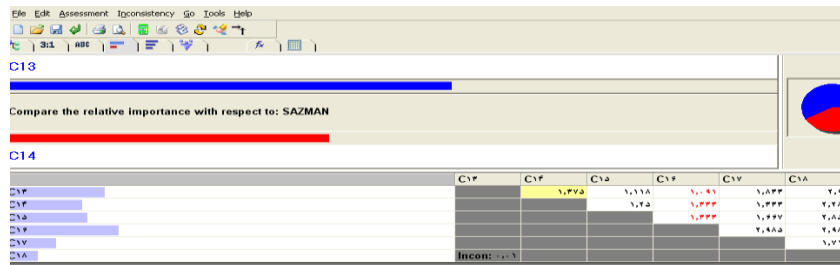 File Edit Assessment Inconsistency Go Tools Help
3:1 ABC fx
C13
Compare the relative importance with respect to: SAZMAN
C14
C۱۳ C۱۴ C۱۵ C۱۶ C۱۷ C۱۸
C۱۳ ۱,۳۷۵ ۱,۱۱۸ ۱,۰۹۱ ۱,۸۳۳
C۱۴ ۱,۲۵ ۱,۳۳۳ ۱,۳۳۳
C۱۵ ۱,۳۳۳ ۱,۶۶۷
C۱۶ ۲,۴۸۵
C۱۷
C۱۸ Incon: ۰,۰۱